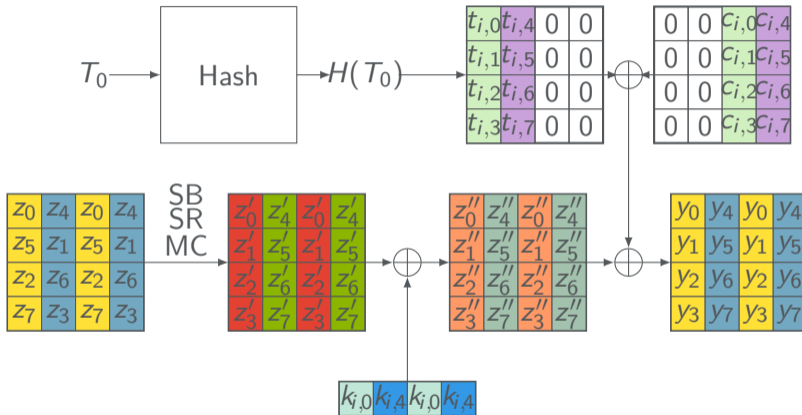 T₀ Hash H(T₀)
tᵢ,₀ tᵢ,₄ 0 0
tᵢ,₁ tᵢ,₅ 0 0
tᵢ,₂ tᵢ,₆ 0 0
tᵢ,₃ tᵢ,₇ 0 0
0 0 cᵢ,₀ cᵢ,₄
0 0 cᵢ,₁ cᵢ,₅
0 0 cᵢ,₂ cᵢ,₆
0 0 cᵢ,₃ cᵢ,₇
z₀ z₄ z₀ z₄
z₅ z₁ z₅ z₁
z₂ z₆ z₂ z₆
z₇ z₃ z₇ z₃
SB
SR
MC
z′₀ z′₄ z′₀ z′₄
z′₁ z′₅ z′₁ z′₅
z′₂ z′₆ z′₂ z′₆
z′₃ z′₇ z′₃ z′₇
z″₀ z″₄ z″₀ z″₄
z″₁ z″₅ z″₁ z″₅
z″₂ z″₆ z″₂ z″₆
z″₃ z″₇ z″₃ z″₇
y₀ y₄ y₀ y₄
y₁ y₅ y₁ y₅
y₂ y₆ y₂ y₆
y₃ y₇ y₃ y₇
kᵢ,₀ kᵢ,₄ kᵢ,₀ kᵢ,₄